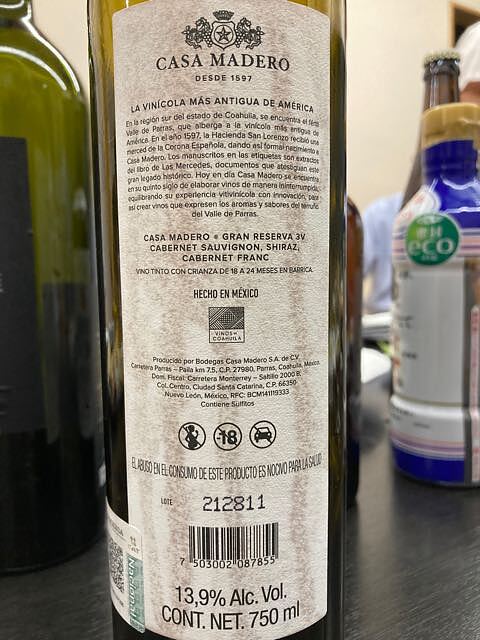 CASA MADERO
DESDE 1597
LA VINÍCOLA MÁS ANTIGUA DE AMÉRICA
En la región sur del estado de Coahuila, se encuentra el fértil
Valle de Parras, que alberga a la vinícola más antigua de
América. En el año 1597, la Hacienda San Lorenzo recibió una
merced de la Corona Española, dando así formal nacimiento a
Casa Madero. Los manuscritos en las etiquetas son extractos
del libro de Las Mercedes, documentos que atestiguan este
gran legado histórico. Hoy en día Casa Madero se encuentra
en su quinto siglo de elaborar vinos de manera ininterrumpida,
equilibrando su experiencia vitivinícola con innovación, para
así crear vinos que expresen los aromas y sabores del terruño
del Valle de Parras.
CASA MADERO ® GRAN RESERVA 3V
CABERNET SAUVIGNON, SHIRAZ,
CABERNET FRANC
VINO TINTO CON CRIANZA DE 18 A 24 MESES EN BARRICA.
HECHO EN MÉXICO
VINOS DE
COAHUILA
Producido por Bodegas Casa Madero S.A. de C.V.
Carretera Parras – Paila km 7.5, C.P. 27980, Parras, Coahuila, México.
Dom. Fiscal: Carretera Monterrey – Saltillo 2000 B,
Col. Centro, Ciudad Santa Catarina, C.P. 66350
Nuevo León, México, RFC: BCM141119333
Contiene Sulfitos
-18
EL ABUSO EN EL CONSUMO DE ESTE PRODUCTO ES NOCIVO PARA LA SALUD
LOTE 212811
7 503002 087855
13,9% Alc. Vol.
CONT. NET. 750 ml
Nacional
eco